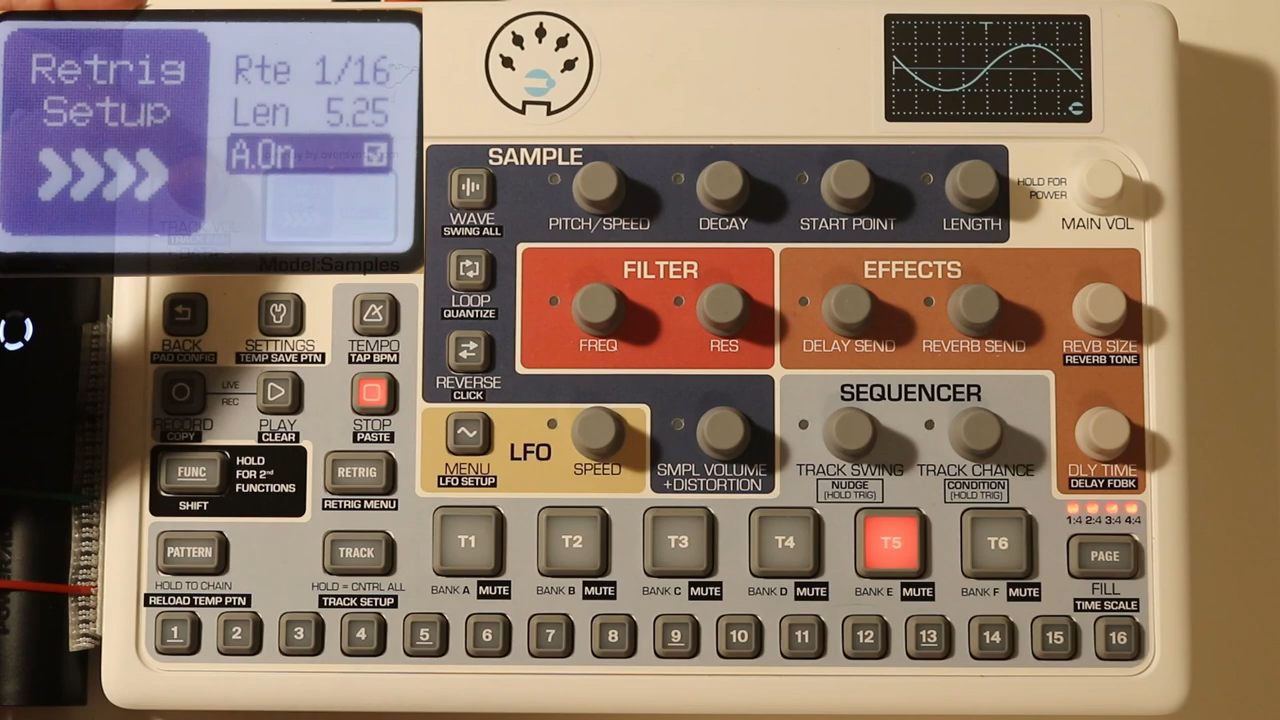 Retrig
Setup
Rte 1/16
Len 5.25
A.On
Model:Samples
SAMPLE
WAVE
SWING ALL
PITCH/SPEED
DECAY
START POINT
LENGTH
HOLD FOR
POWER
MAIN VOL
LOOP
QUANTIZE
FILTER
FREQ
RES
EFFECTS
DELAY SEND
REVERB SEND
REVB SIZE
REVERB TONE
BACK
PAD CONFIG
SETTINGS
TEMP SAVE PTN
TEMPO
TAP BPM
REVERSE
CLICK
RECORD
COPY
LIVE
REC
PLAY
CLEAR
STOP
PASTE
MENU
LFO SETUP
LFO
SPEED
SMPL VOLUME
+DISTORTION
SEQUENCER
TRACK SWING
NUDGE
[HOLD TRIG]
TRACK CHANCE
CONDITION
[HOLD TRIG]
DLY TIME
DELAY FDBK
FUNC
SHIFT
HOLD
FOR 2nd
FUNCTIONS
RETRIG
RETRIG MENU
1:4 2:4 3:4 4:4
PATTERN
HOLD TO CHAIN
RELOAD TEMP PTN
TRACK
HOLD = CNTRL ALL
TRACK SETUP
T1
BANK A MUTE
T2
BANK B MUTE
T3
BANK C MUTE
T4
BANK D MUTE
T5
BANK E MUTE
T6
BANK F MUTE
PAGE
FILL
TIME SCALE
1 2 3 4 5 6 7 8 9 10 11 12 13 14 15 16